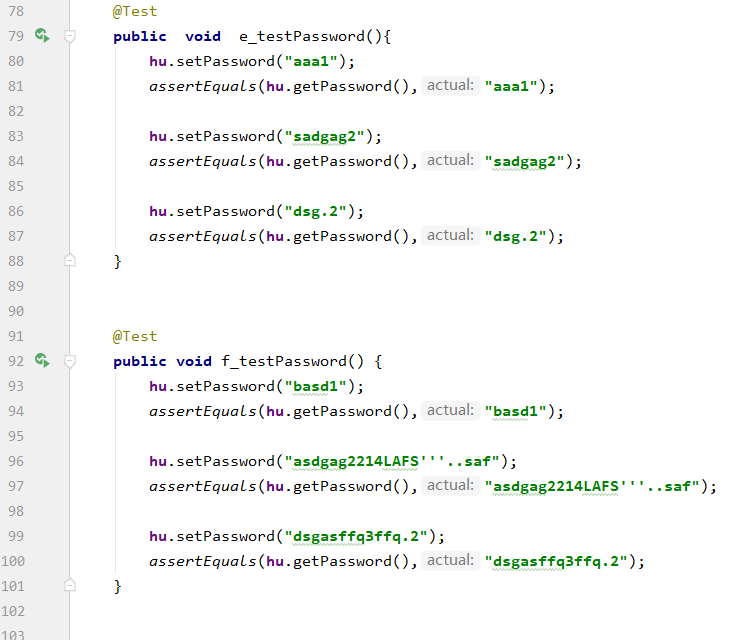 78 @Test
79 public  void  e_testPassword(){
80 hu.setPassword("aaa1");
81 assertEquals(hu.getPassword(), actual: "aaa1");
82
83 hu.setPassword("sadgag2");
84 assertEquals(hu.getPassword(), actual: "sadgag2");
85
86 hu.setPassword("dsg.2");
87 assertEquals(hu.getPassword(), actual: "dsg.2");
88 }
89
90
91 @Test
92 public void f_testPassword() {
93 hu.setPassword("basd1");
94 assertEquals(hu.getPassword(), actual: "basd1");
95
96 hu.setPassword("asdgag2214LAFS'''..saf");
97 assertEquals(hu.getPassword(), actual: "asdgag2214LAFS'''..saf");
98
99 hu.setPassword("dsgasffq3ffq.2");
100 assertEquals(hu.getPassword(), actual: "dsgasffq3ffq.2");
101 }
102
103